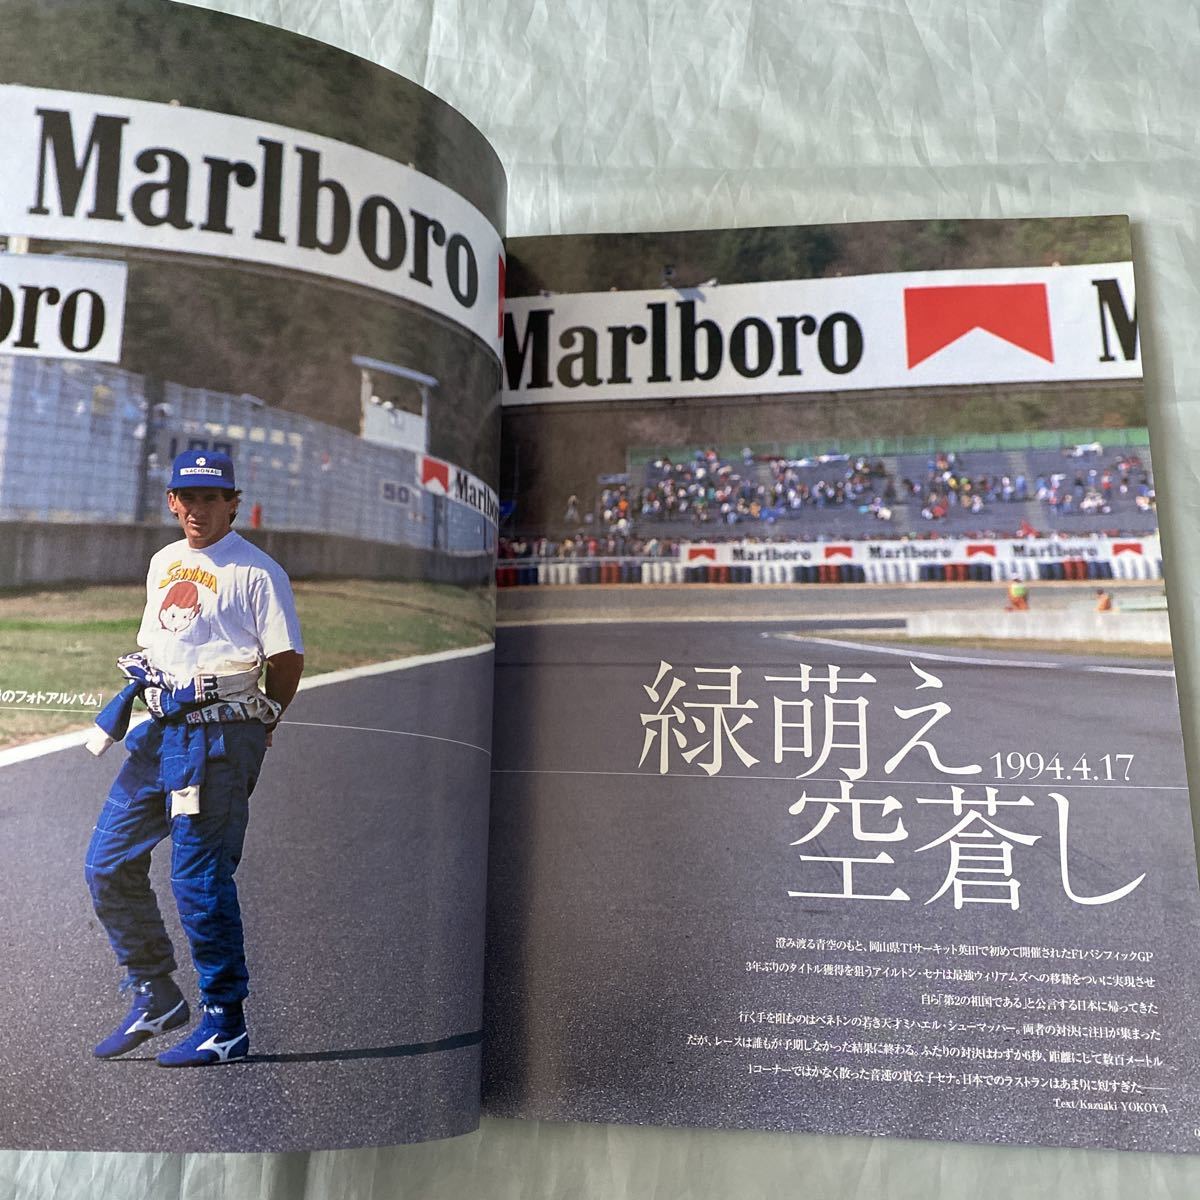 Marlboro
oro
100
50
Marlboro
NACIONAL
SENNINHA
のフォトアルバム]
Marlboro
M
Marlboro
Marlboro
Marlboro
緑萌え
1994.4.17
空蒼し
澄み渡る青空のもと、岡山県T1サーキット英田で初めて開催されたF1パシフィックGP
3年ぶりのタイトル獲得を狙うアイルトン・セナは最強ウィリアムズへの移籍をついに実現させ
自ら「第2の祖国である」と公言する日本に帰ってきた
行く手を阻むのはベネトンの若き天才ミハエル・シューマッハー。両者の対決に注目が集まった
だが、レースは誰もが予期しなかった結果に終わる。ふたりの対決はわずか6秒、距離にして数百メートル
1コーナーではかなく散った音速の貴公子セナ。日本でのラストランはあまりに短すぎた——
Text/Kazuaki YOKOYA